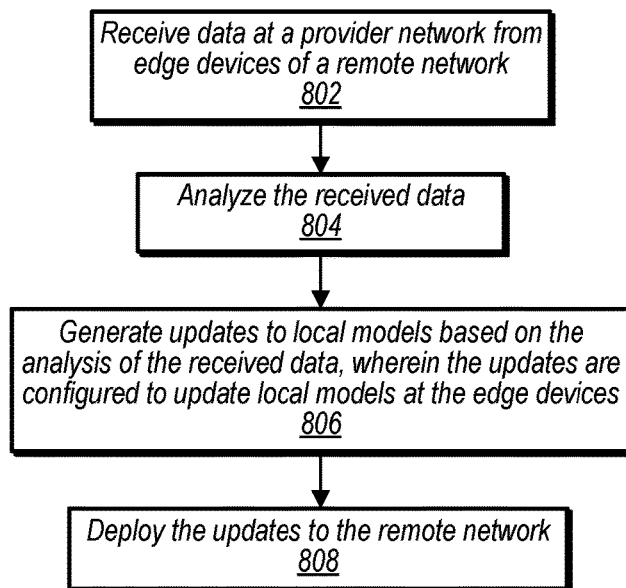 Receive data at a provider network from
edge devices of a remote network
802
Analyze the received data
804
Generate updates to local models based on the
analysis of the received data, wherein the updates are
configured to update local models at the edge devices
806
Deploy the updates to the remote network
808